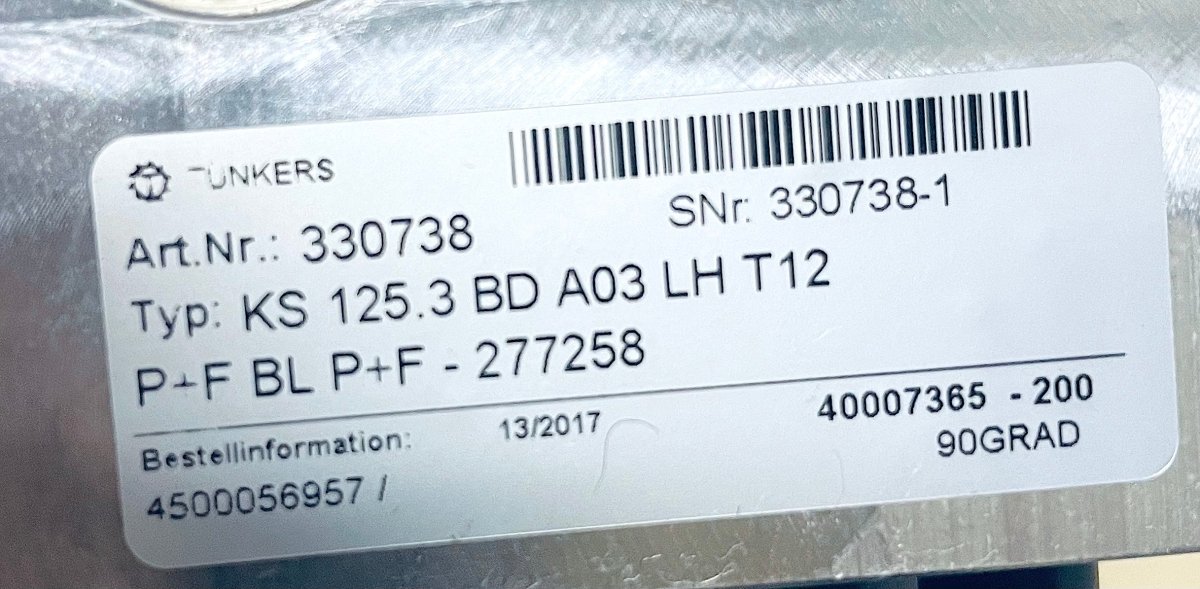 TÜNKERS
Art.Nr.: 330738
SNr: 330738-1
Typ: KS 125.3 BD A03 LH T12
P+F BL P+F - 277258
Bestellinformation:
13/2017
40007365 - 200
90GRAD
4500056957 /